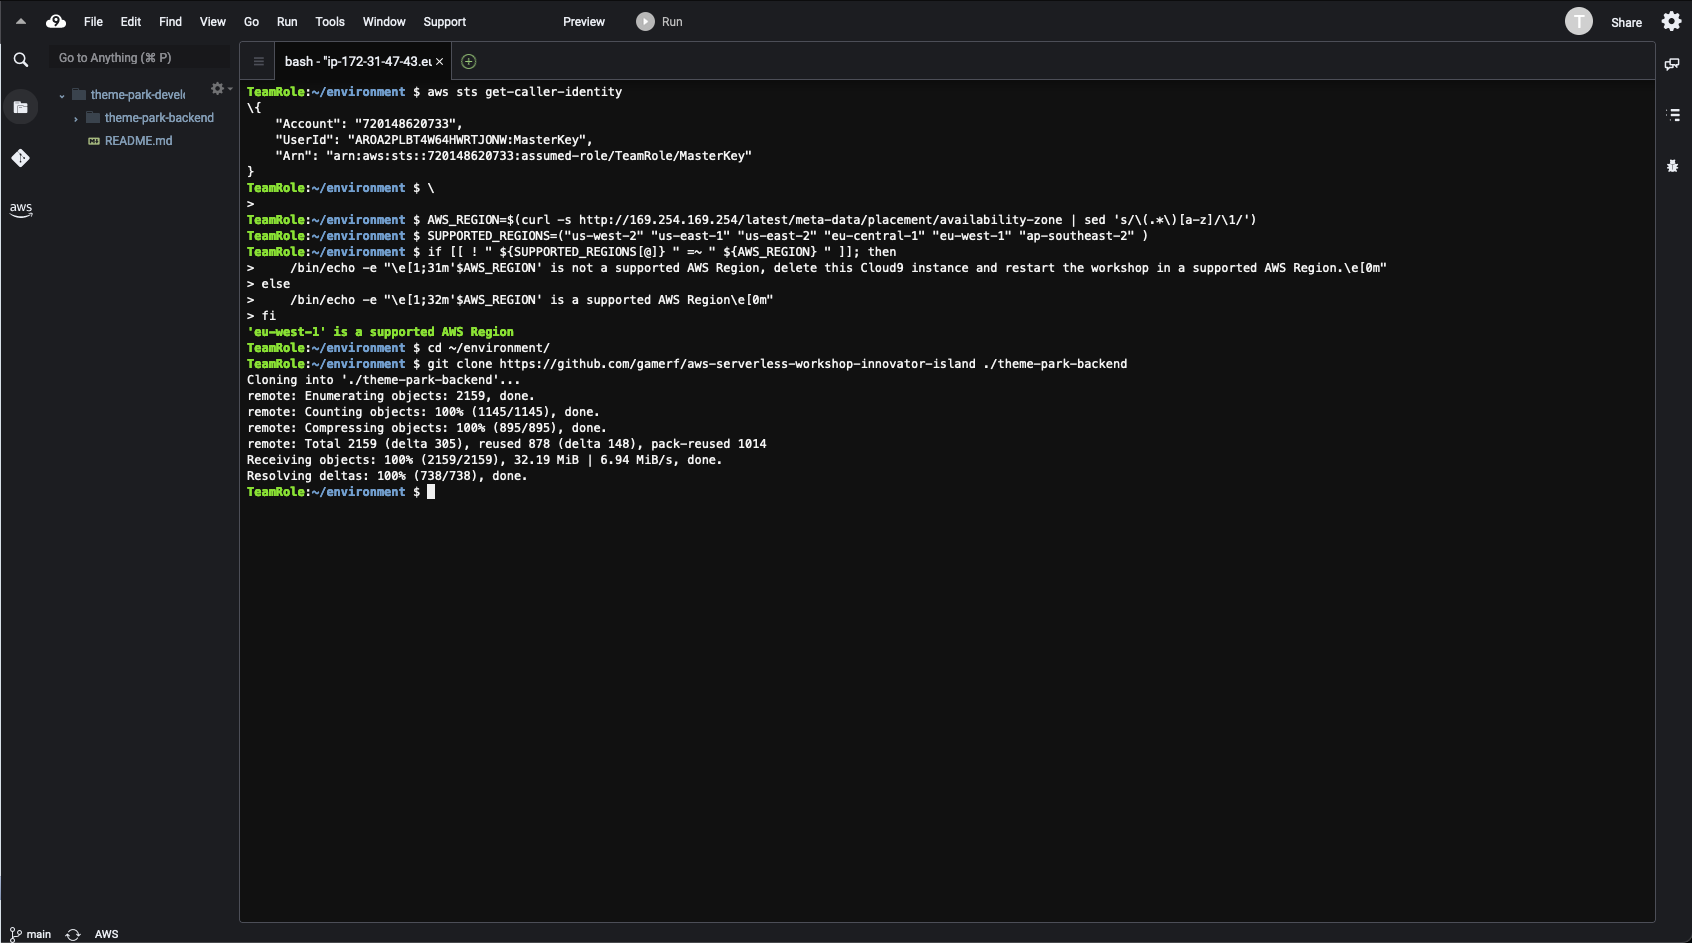 File Edit Find View Go Run Tools Window Support Preview Run T Share
Go to Anything (⌘ P)
bash - "ip-172-31-47-43.eu ×
theme-park-devel
theme-park-backend
README.md
aws
TeamRole:~/environment $ aws sts get-caller-identity
\{
    "Account": "720148620733",
    "UserId": "AROA2PLBT4W64HWRTJONW:MasterKey",
    "Arn": "arn:aws:sts::720148620733:assumed-role/TeamRole/MasterKey"
}
TeamRole:~/environment $ \
>
TeamRole:~/environment $ AWS_REGION=$(curl -s http://169.254.169.254/latest/meta-data/placement/availability-zone | sed 's/\(.*\)[a-z]/\1/')
TeamRole:~/environment $ SUPPORTED_REGIONS=("us-west-2" "us-east-1" "us-east-2" "eu-central-1" "eu-west-1" "ap-southeast-2" )
TeamRole:~/environment $ if [[ ! " ${SUPPORTED_REGIONS[@]} " =~ " ${AWS_REGION} " ]]; then
>     /bin/echo -e "\e[1;31m'$AWS_REGION' is not a supported AWS Region, delete this Cloud9 instance and restart the workshop in a supported AWS Region.\e[0m"
> else
>     /bin/echo -e "\e[1;32m'$AWS_REGION' is a supported AWS Region\e[0m"
> fi
'eu-west-1' is a supported AWS Region
TeamRole:~/environment $ cd ~/environment/
TeamRole:~/environment $ git clone https://github.com/gamerf/aws-serverless-workshop-innovator-island ./theme-park-backend
Cloning into './theme-park-backend'...
remote: Enumerating objects: 2159, done.
remote: Counting objects: 100% (1145/1145), done.
remote: Compressing objects: 100% (895/895), done.
remote: Total 2159 (delta 305), reused 878 (delta 148), pack-reused 1014
Receiving objects: 100% (2159/2159), 32.19 MiB | 6.94 MiB/s, done.
Resolving deltas: 100% (738/738), done.
TeamRole:~/environment $
main AWS